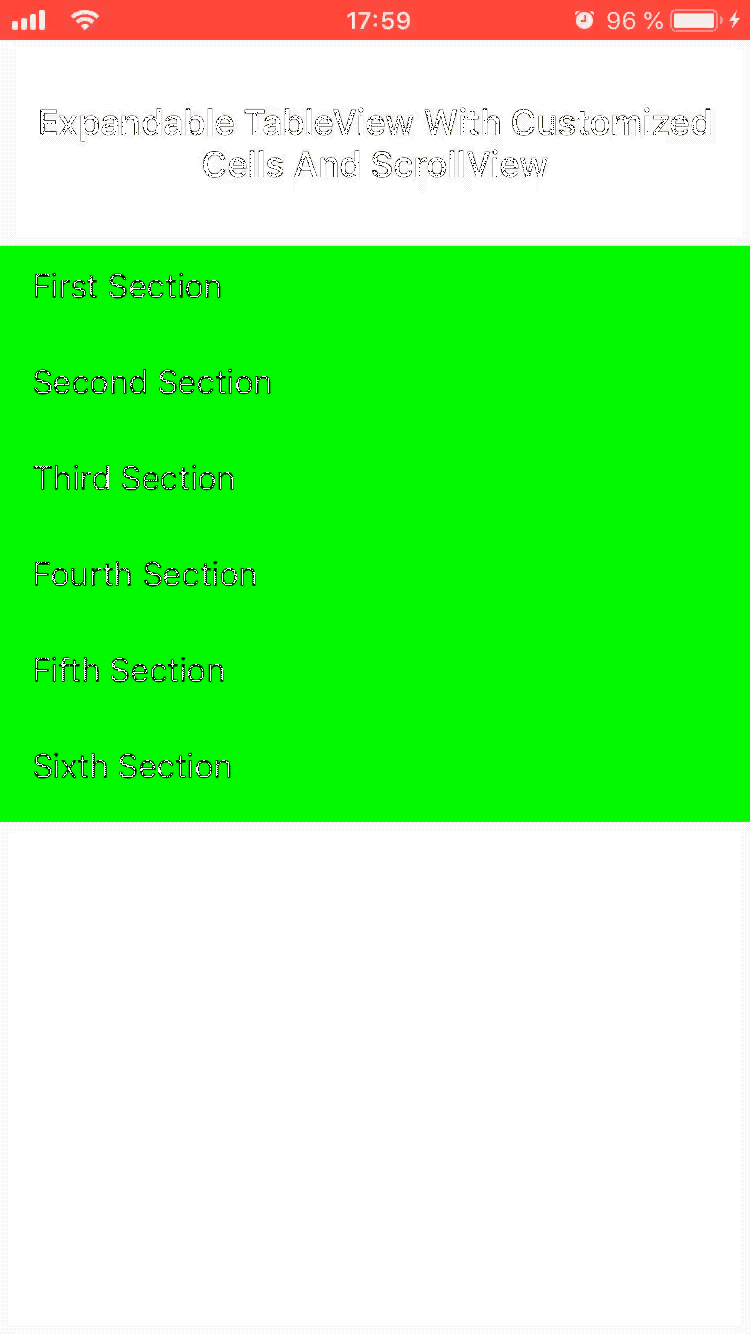 17:59
96 %
Expandable TableView With Customized
Cells And ScrollView
First Section
Second Section
Third Section
Fourth Section
Fifth Section
Sixth Section